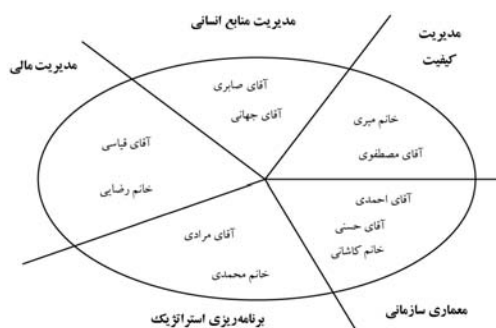 مدیریت منابع انسانی
مدیریت
کیفیت
مدیریت مالی
آقای صابری
آقای جهانی
خانم میری
آقای مصطفوی
آقای قیاسی
خانم رضایی
آقای احمدی
آقای حسنی
خانم کاشانی
آقای مرادی
خانم محمدی
معماری سازمانی
برنامه‌ریزی استراتژیک